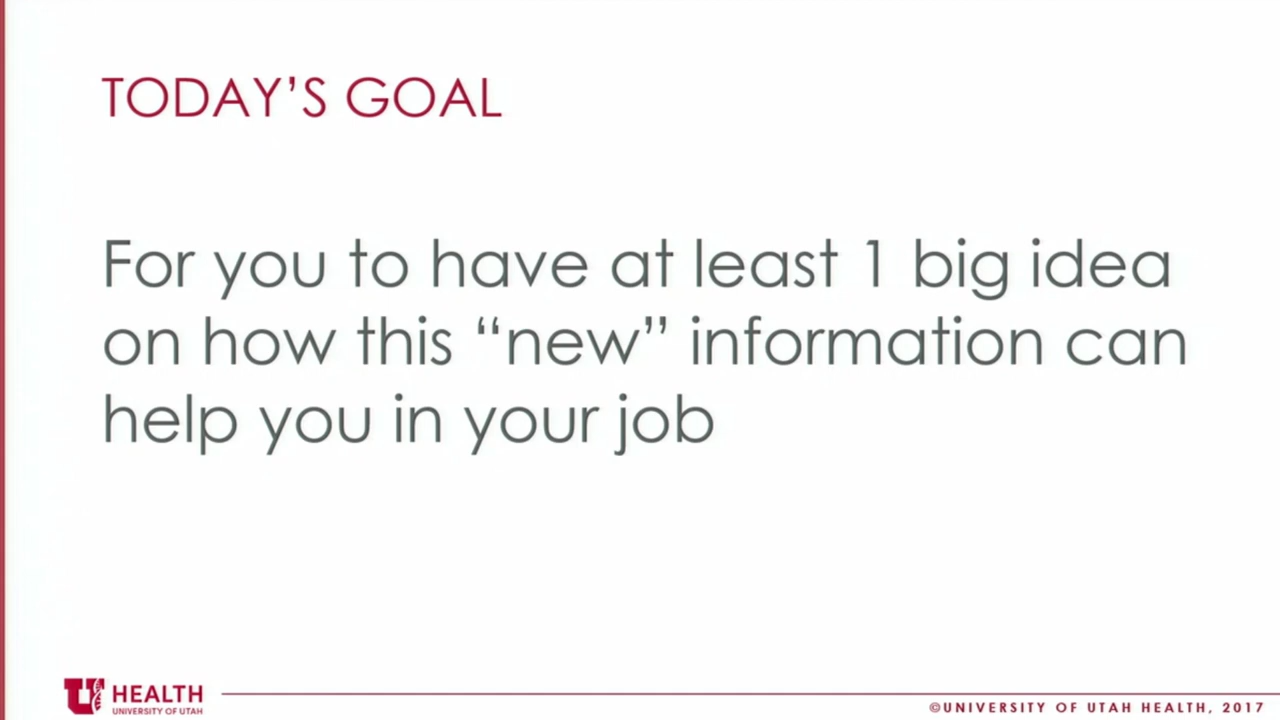 TODAY’S GOAL
For you to have at least 1 big idea
on how this “new” information can
help you in your job
U HEALTH
UNIVERSITY OF UTAH
©UNIVERSITY OF UTAH HEALTH, 2017